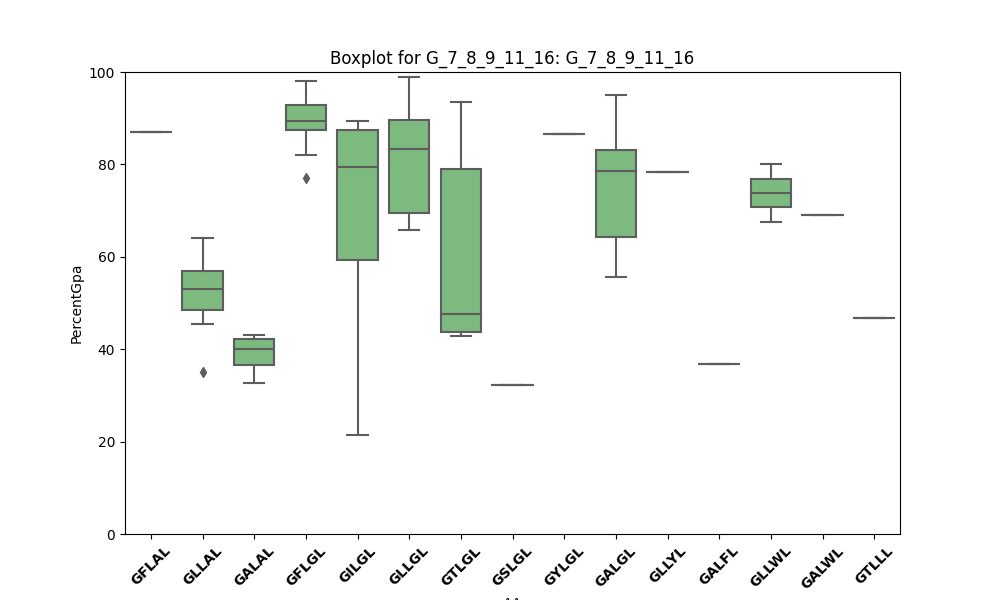 Boxplot for G_7_8_9_11_16: G_7_8_9_11_16
100
80
60
40
20
0
PercentGpa
GFLAL GLLAL GALAL GFLGL GILGL GLLGL GTLGL GSLGL GYLGL GALGL GLLYL GALFL GLLWL GALWL GTLLL